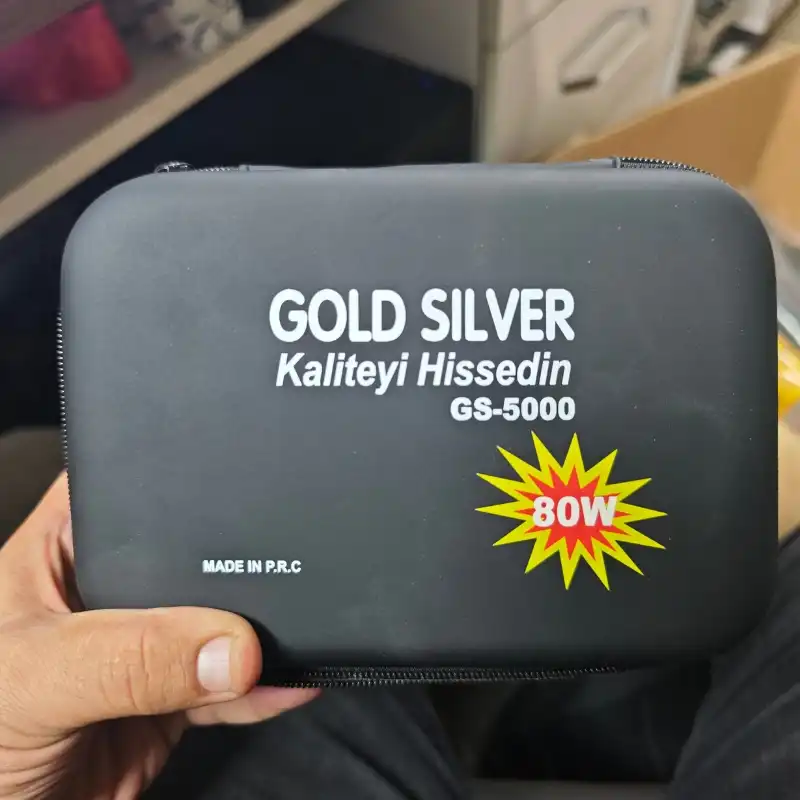 GOLD SILVER
Kaliteyi Hissedin
GS-5000
80W
MADE IN P.R.C